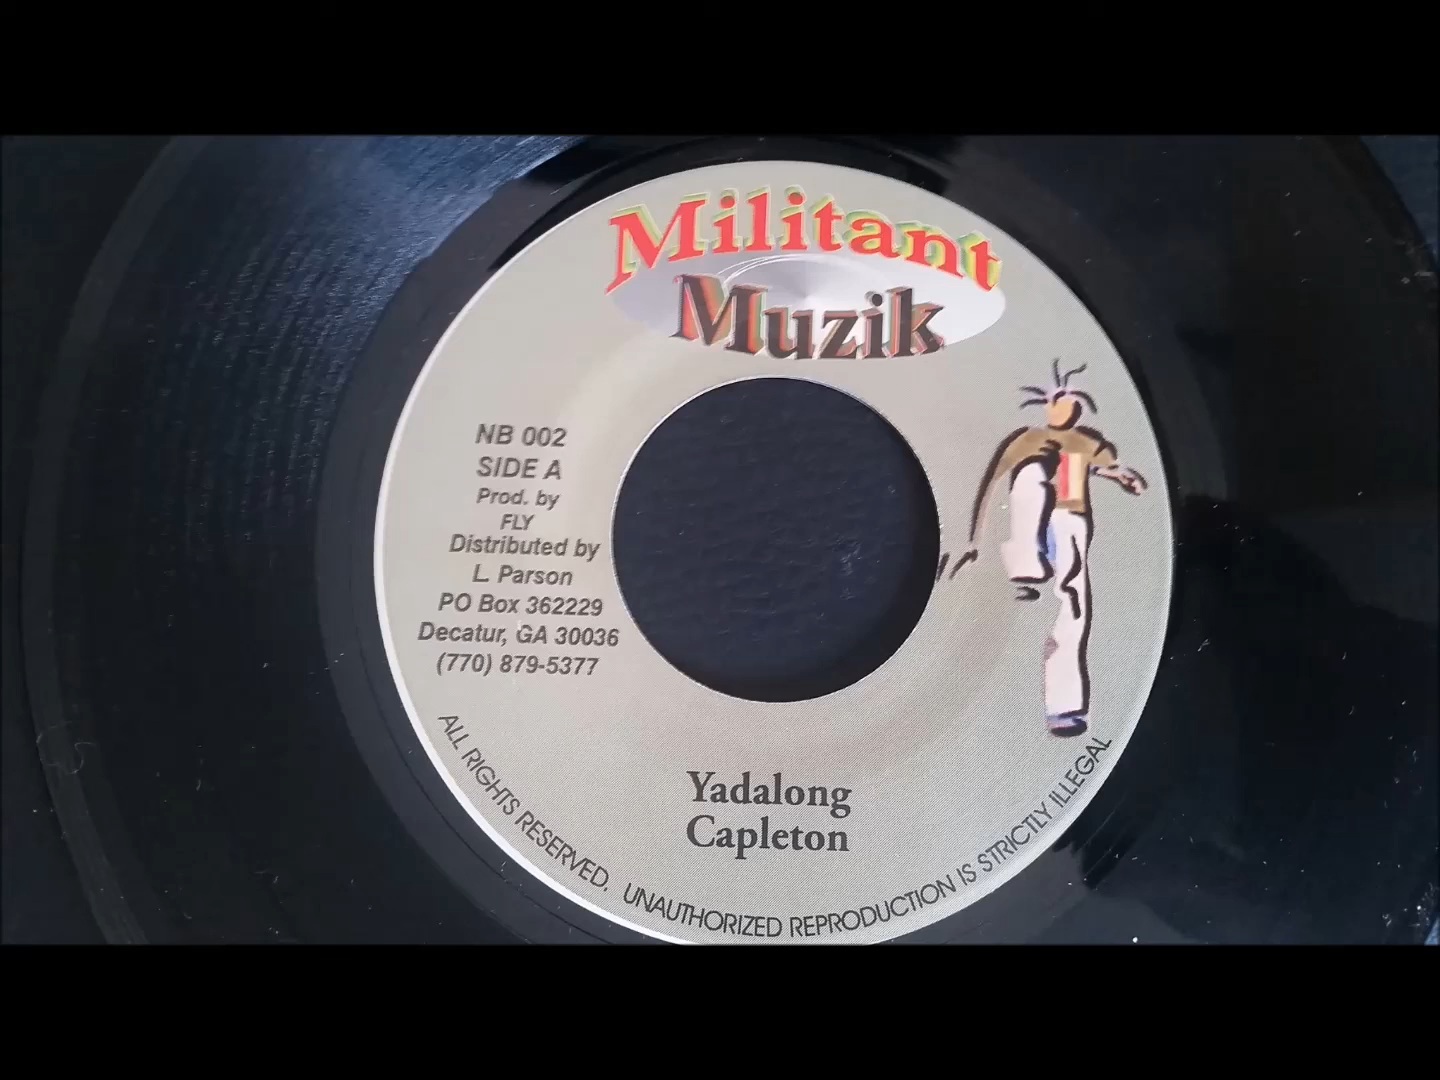 Militant
Muzik
NB 002
SIDE A
Prod. by
FLY
Distributed by
L. Parson
PO Box 362229
Decatur, GA 30036
(770) 879-5377
Yadalong
Capleton
ALL RIGHTS RESERVED. UNAUTHORIZED REPRODUCTION IS STRICTLY ILLEGAL